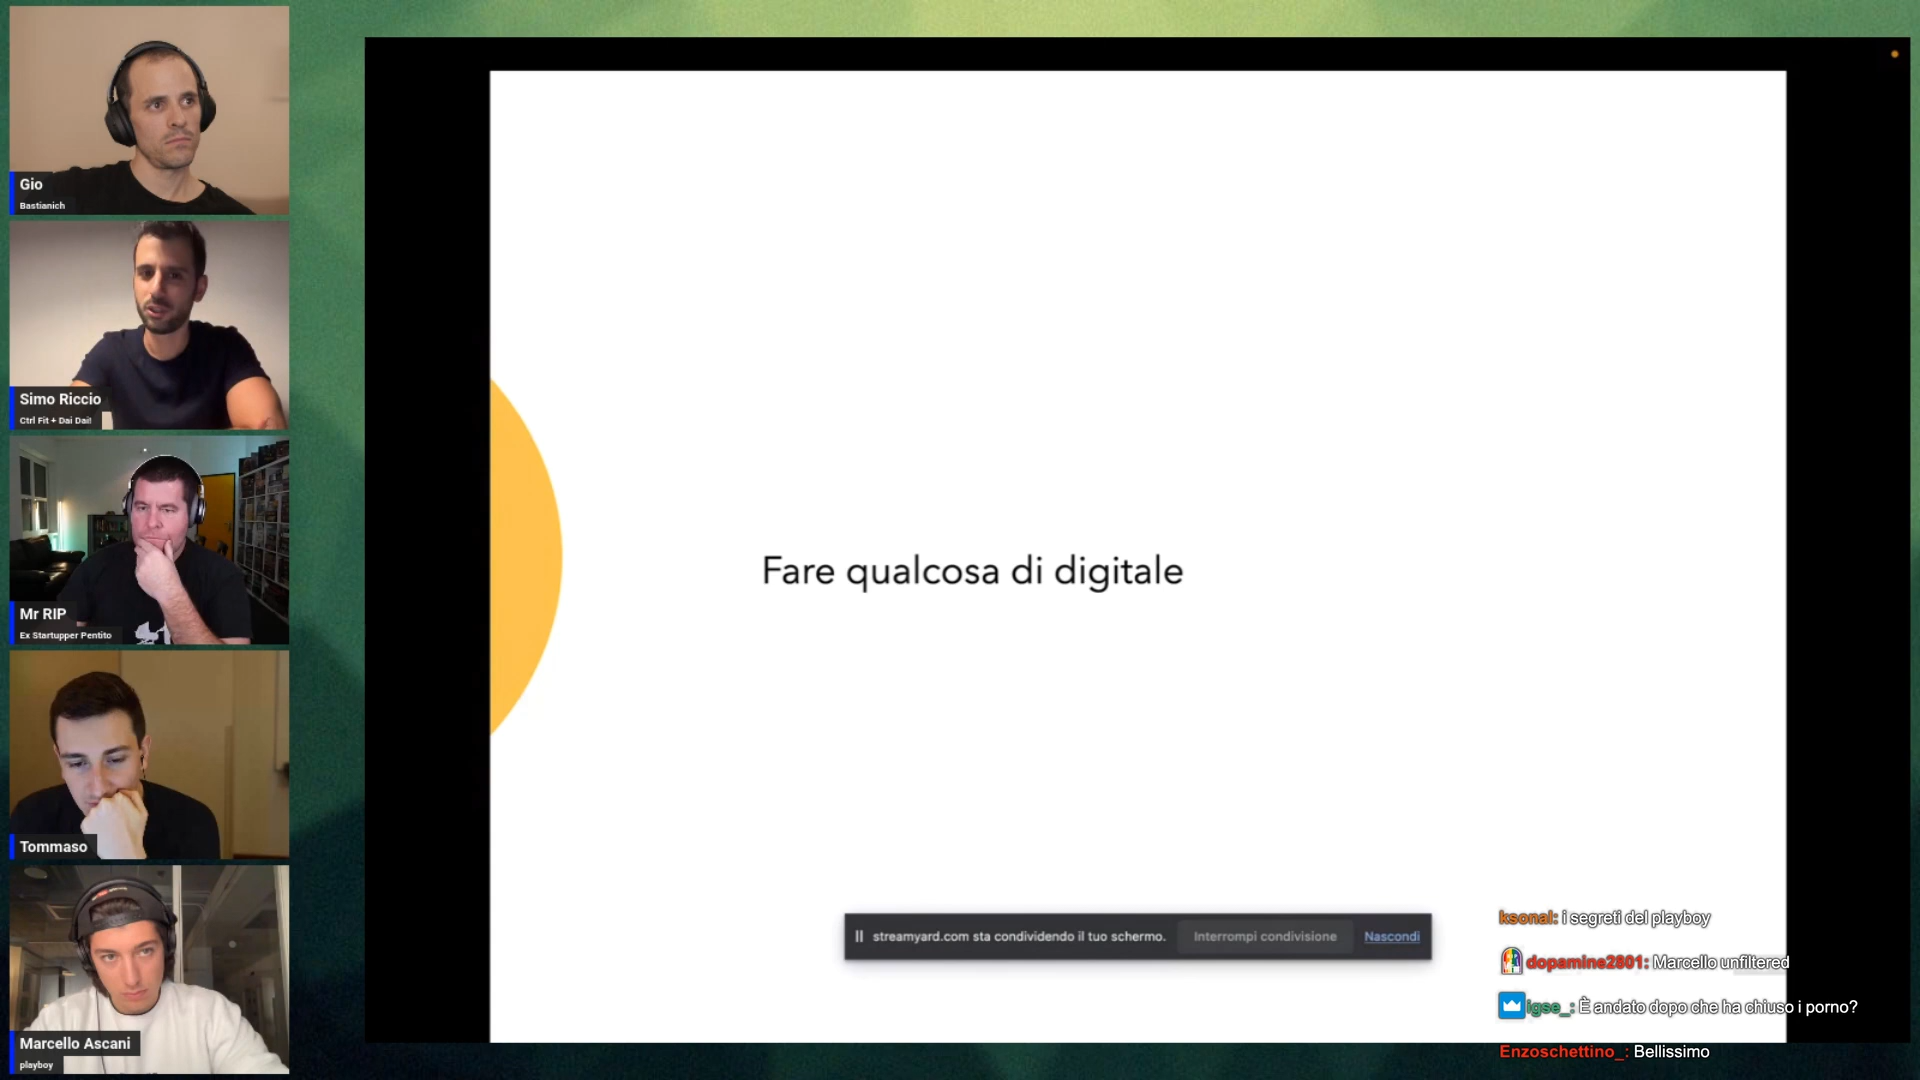 Gio
Bastianich
Simo Riccio
Ctrl Fit + Dai Dai!
Mr RIP
Ex Startupper Pentito
Tommaso
Marcello Ascani
playboy
Fare qualcosa di digitale
streamyard.com sta condividendo il tuo schermo. Interrompi condivisione Nascondi
ksonal: i segreti del playboy
dopamine2801: Marcello unfiltered
igse_: È andato dopo che ha chiuso i porno?
Enzoschettino_: Bellissimo